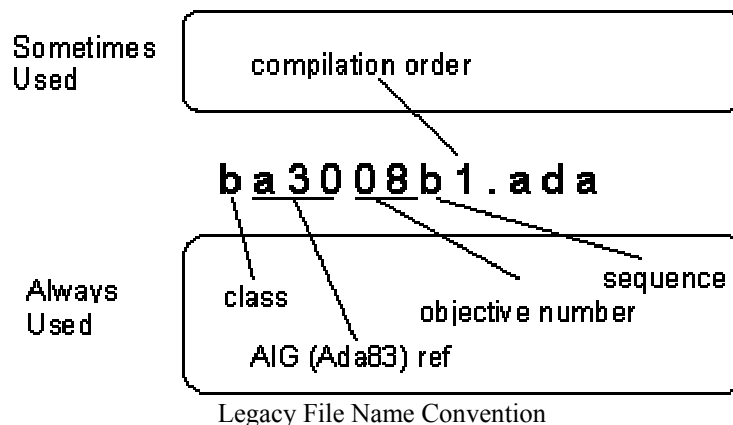 Sometimes
Used
compilation order
ba3008b1.ada
Always
Used
class
sequence
objective number
AIG (Ada83) ref
Legacy File Name Convention